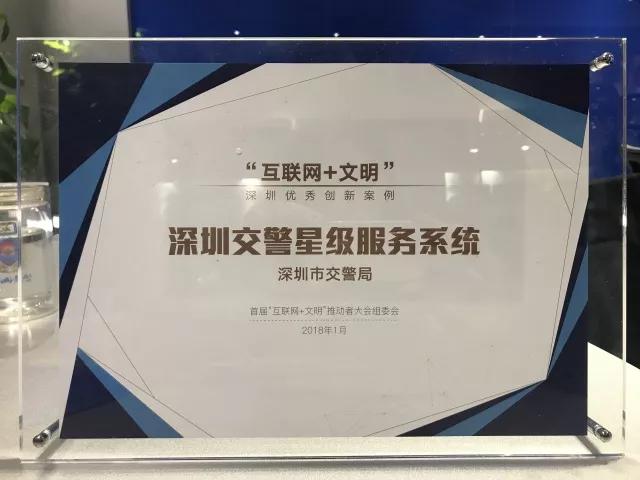 “互联网+文明”
深圳优秀创新案例
深圳交警星级服务系统
深圳市交警局
首届“互联网+文明”推动者大会组委会
2018年1月